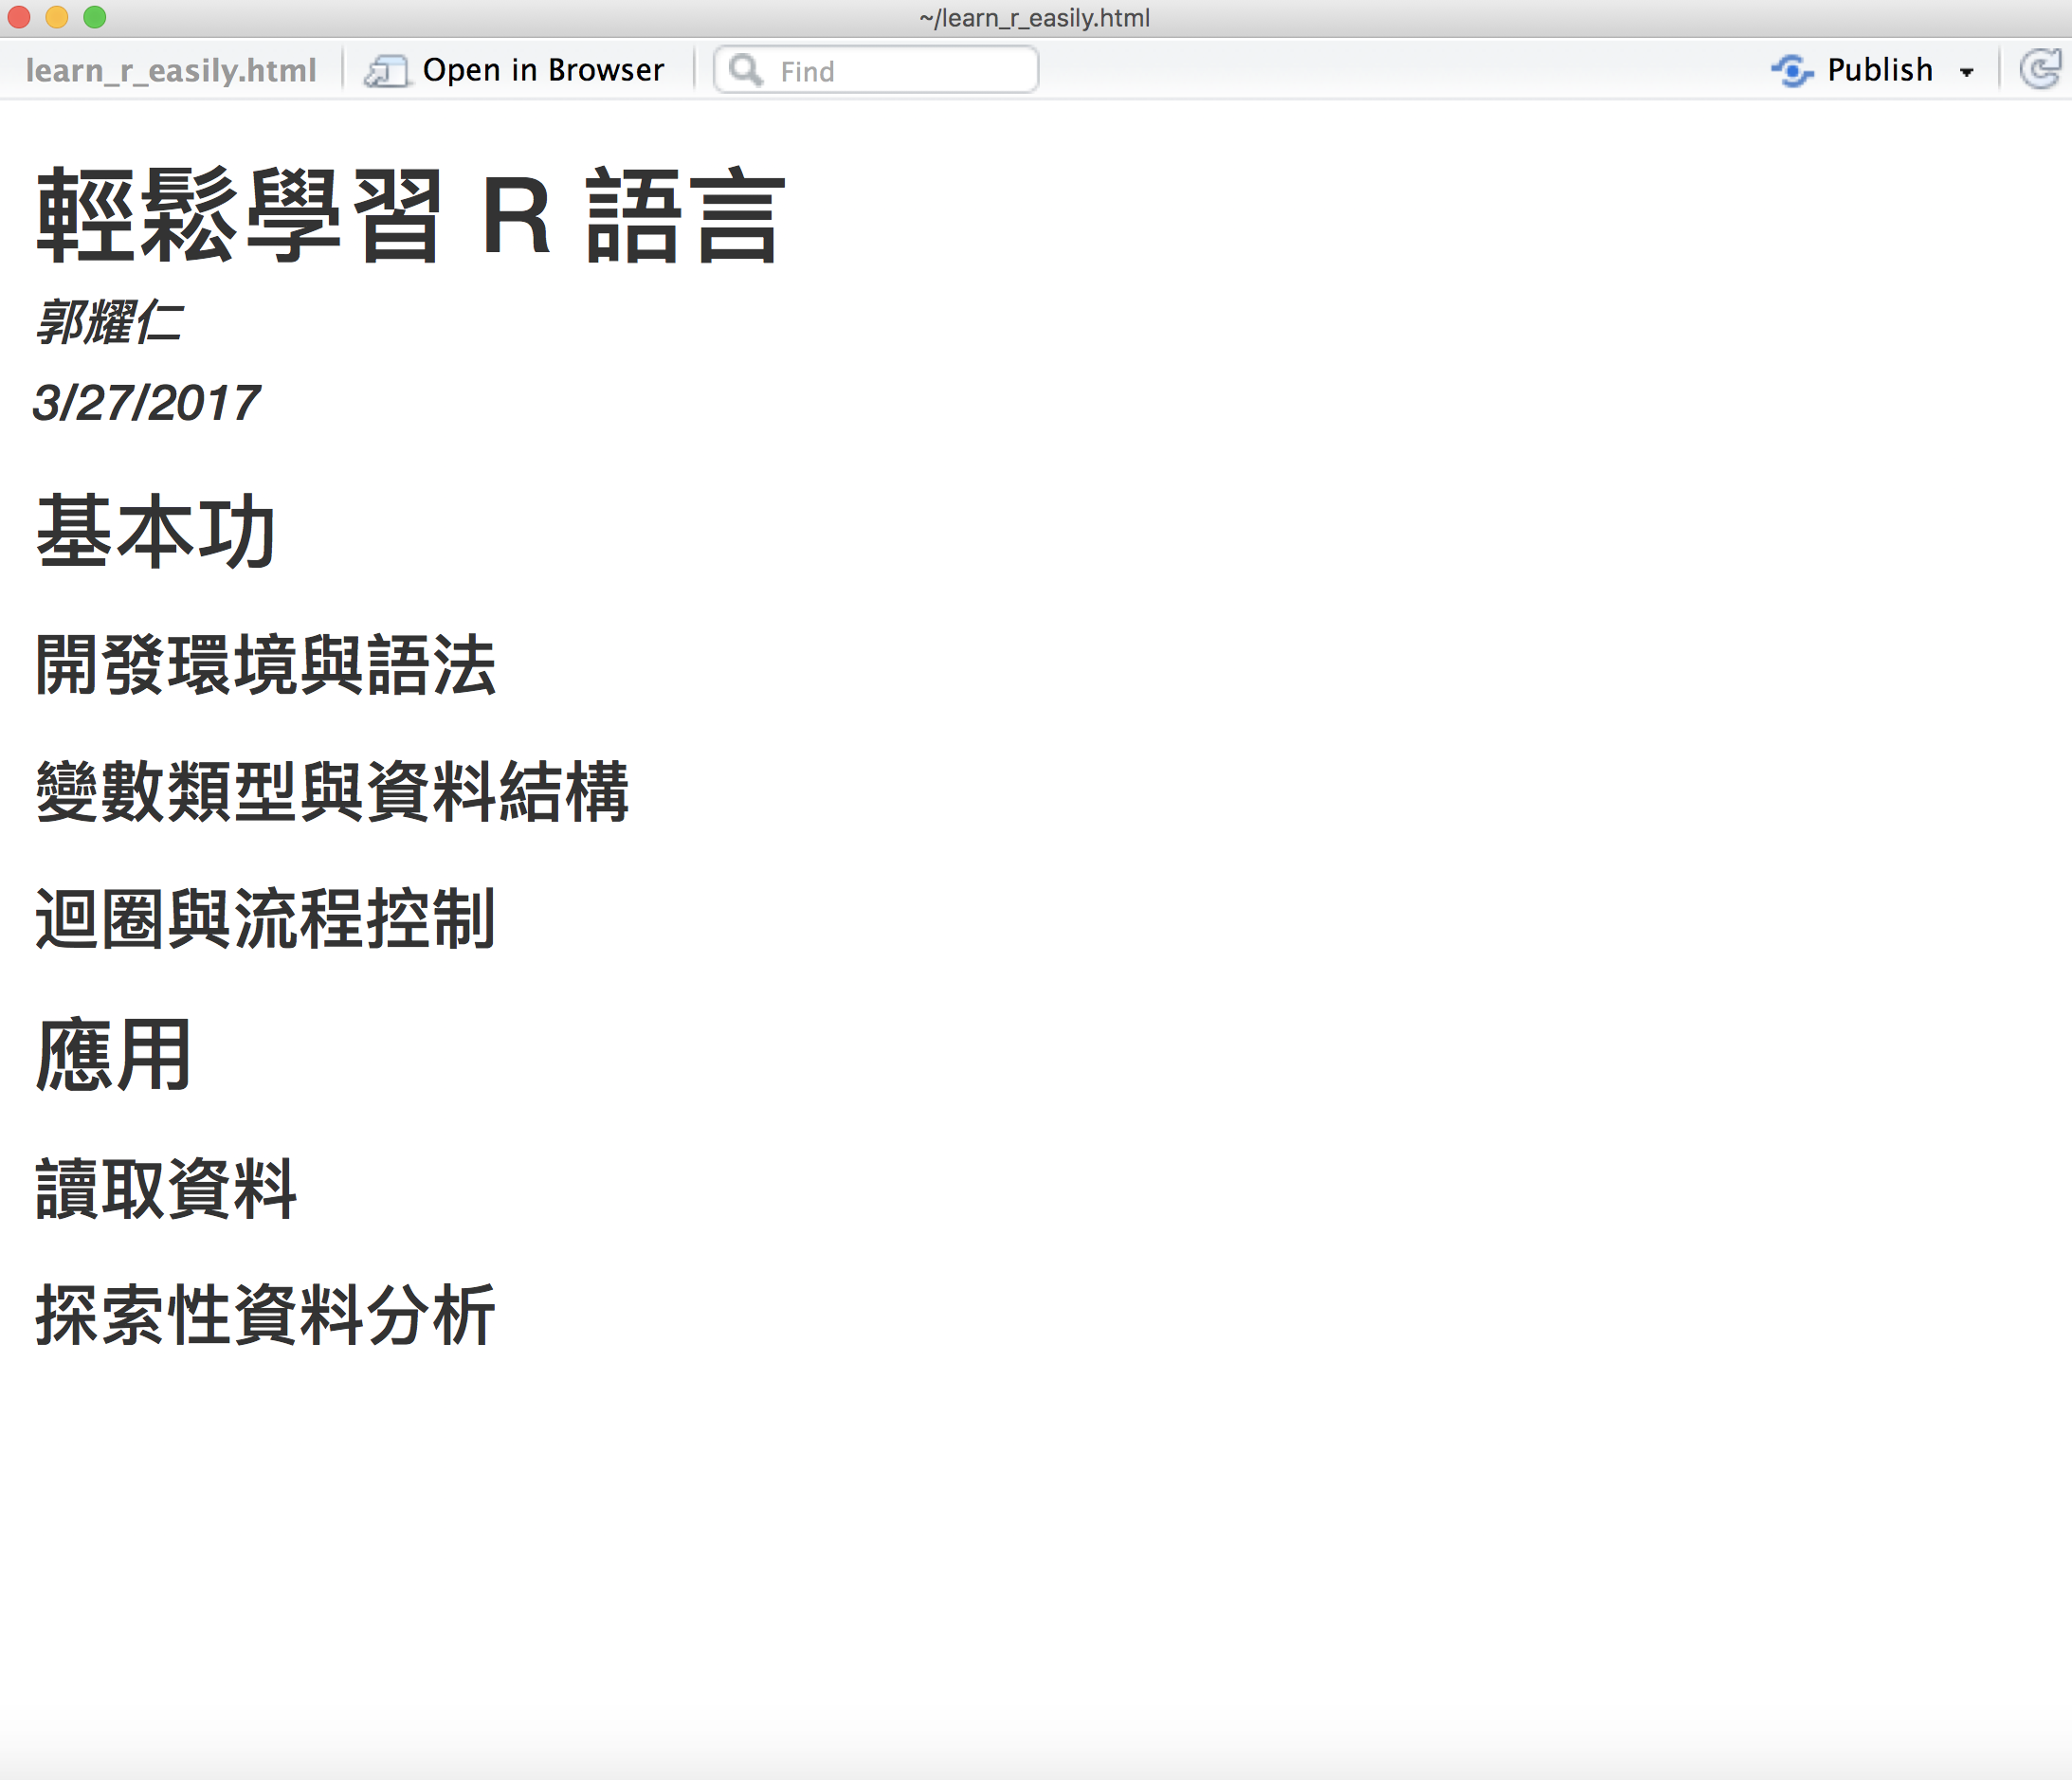 ~/learn_r_easily.html
learn_r_easily.html Open in Browser Find Publish
輕鬆學習 R 語言
郭耀仁
3/27/2017
基本功
開發環境與語法
變數類型與資料結構
迴圈與流程控制
應用
讀取資料
探索性資料分析